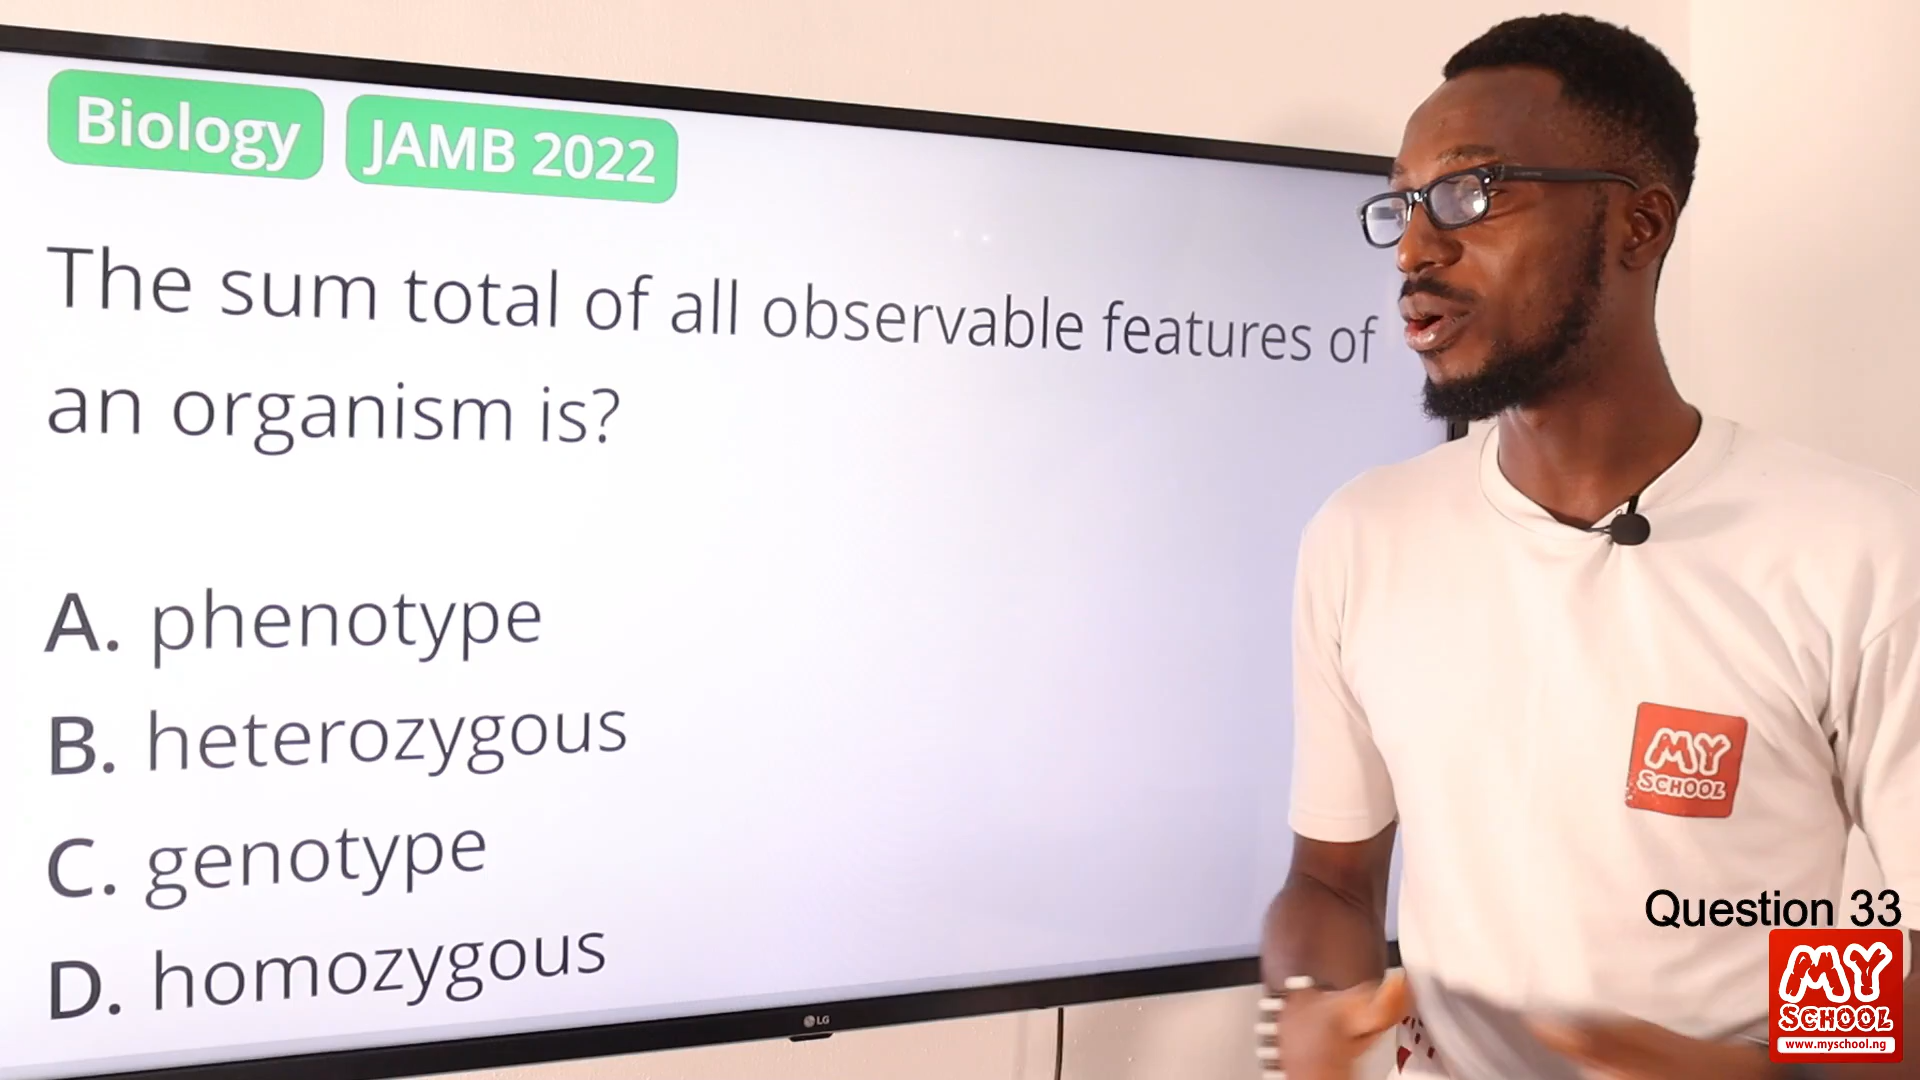 Biology JAMB 2022
The sum total of all observable features of
an organism is?
A. phenotype
B. heterozygous
C. genotype
D. homozygous
LG
MY
SCHOOL
Question 33
MY
SCHOOL
www.myschool.ng